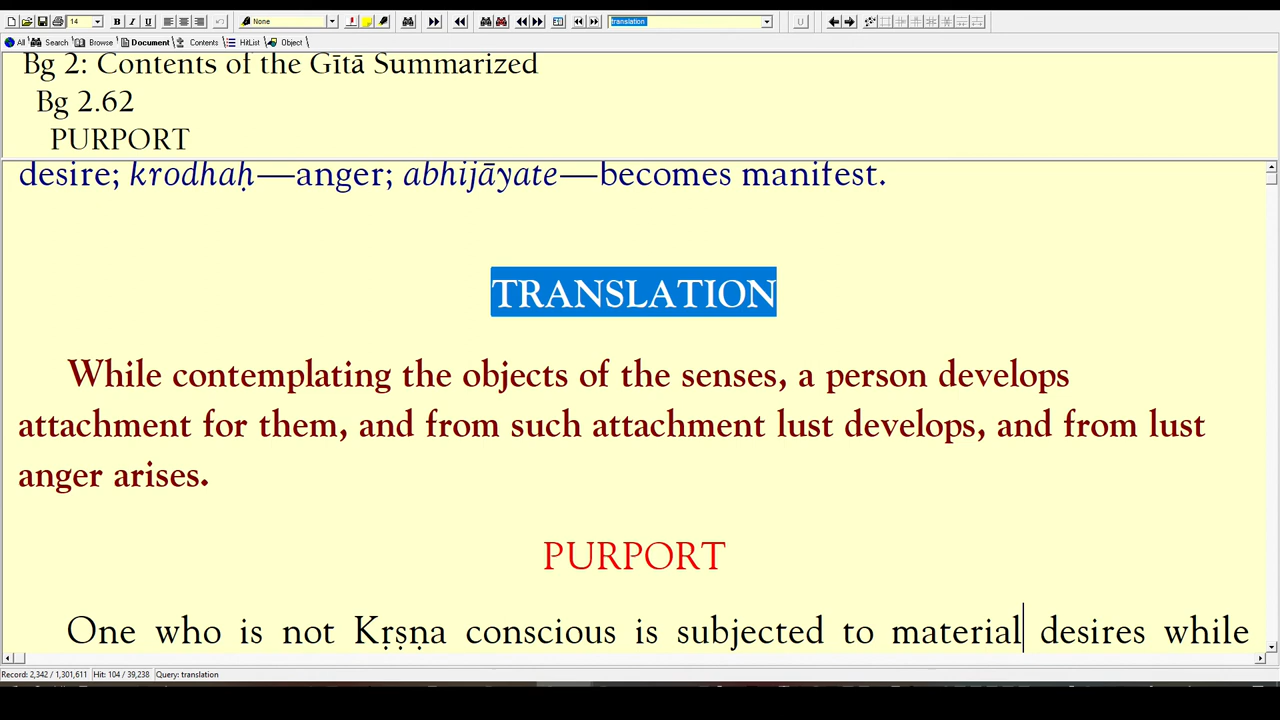 14 B I U None translation U
All Search Browse Document Contents HitList Object
Bg 2: Contents of the Gītā Summarized
Bg 2.62
PURPORT
desire; krodhaḥ—anger; abhijāyate—becomes manifest.
TRANSLATION
While contemplating the objects of the senses, a person develops
attachment for them, and from such attachment lust develops, and from lust
anger arises.
PURPORT
One who is not Kṛṣṇa conscious is subjected to material desires while
Record: 2,342 / 1,301,611 Hit: 104 / 39,238 Query: translation